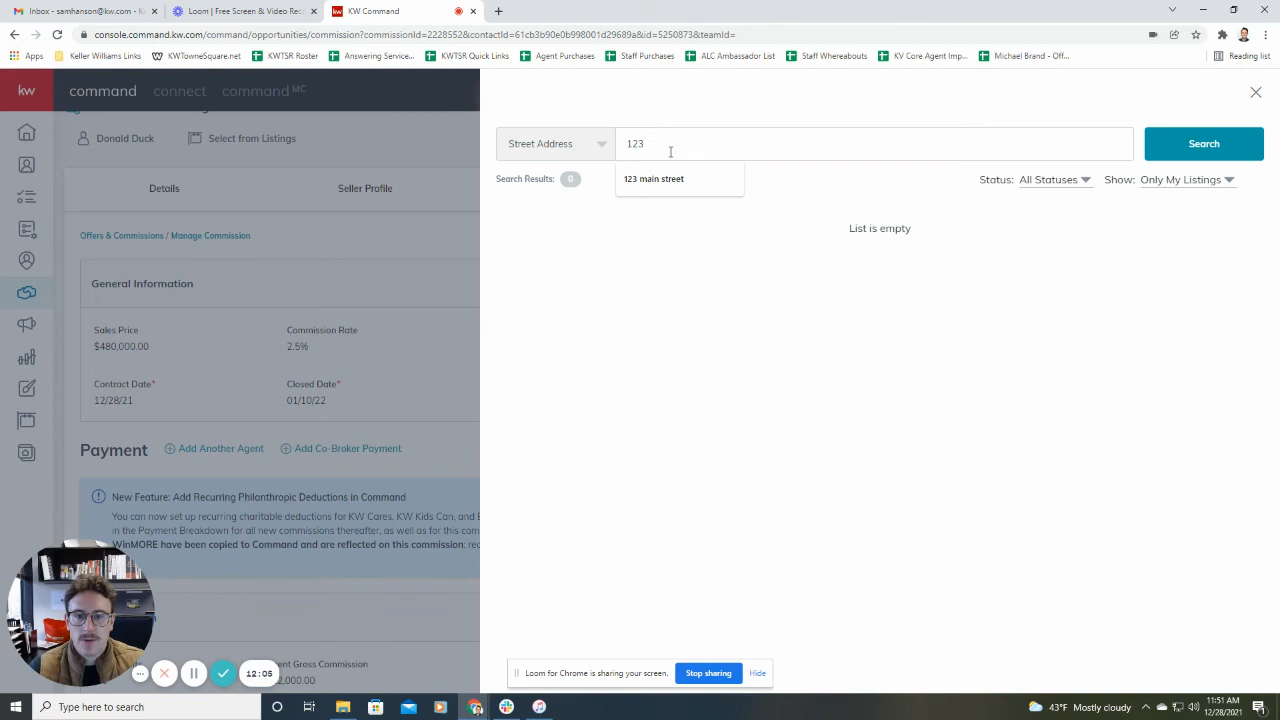 Inbox - samhanson@kw.com - K
Loom | Free Screen & Video Rec
KW Command
console.command.kw.com/command/opportunities/commission?commissionId=2228552&contactId=61cb3b90e0b998001d29689a&id=5250873&teamId=
Apps
Keller Williams Links
KWTowneSquare.net
KWTSR Roster
Answering Service...
KWTSR Quick Links
Agent Purchases
Staff Purchases
ALC Ambassador List
Staff Whereabouts
KV Core Agent Imp...
Michael Brand - Off...
Reading list
kw
command
connect
command MC
Donald Duck
Select from Listings
Details
Seller Profile
Offers & Commissions / Manage Commission
General Information
Sales Price
Commission Rate
$480,000.00
2.5%
Contract Date*
Closed Date*
12/28/21
01/10/22
Payment
Add Another Agent
Add Co-Broker Payment
New Feature: Add Recurring Philanthropic Deductions in Command
You can now set up recurring charitable deductions for KW Cares, KW Kids Can, and
in the Payment Breakdown for all new commissions thereafter, as well as for this com
WinMORE have been copied to Command and are reflected on this commission: rec
ent Gross Commission
2,000.00
12:05
Street Address
123
Search
123 main street
Search Results: 0
Status: All Statuses
Show: Only My Listings
List is empty
Loom for Chrome is sharing your screen.
Stop sharing
Hide
Type here to search
43°F Mostly cloudy
11:51 AM
12/28/2021